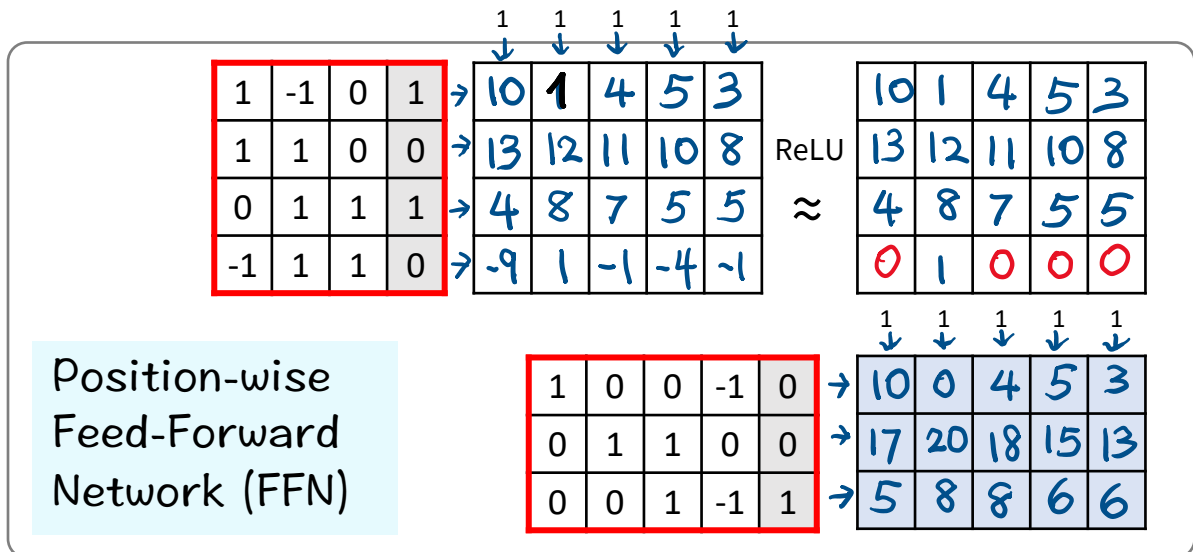 1 1 1 1 1
1 -1 0 1 10 1 4 5 3 10 1 4 5 3
1 1 0 0 13 12 11 10 8 ReLU 13 12 11 10 8
0 1 1 1 4 8 7 5 5 ≈ 4 8 7 5 5
-1 1 1 0 -9 1 -1 -4 -1 0 1 0 0 0
1 1 1 1 1
1 0 0 -1 0 10 0 4 5 3
0 1 1 0 0 17 20 18 15 13
0 0 1 -1 1 5 8 8 6 6
Position-wise
Feed-Forward
Network (FFN)